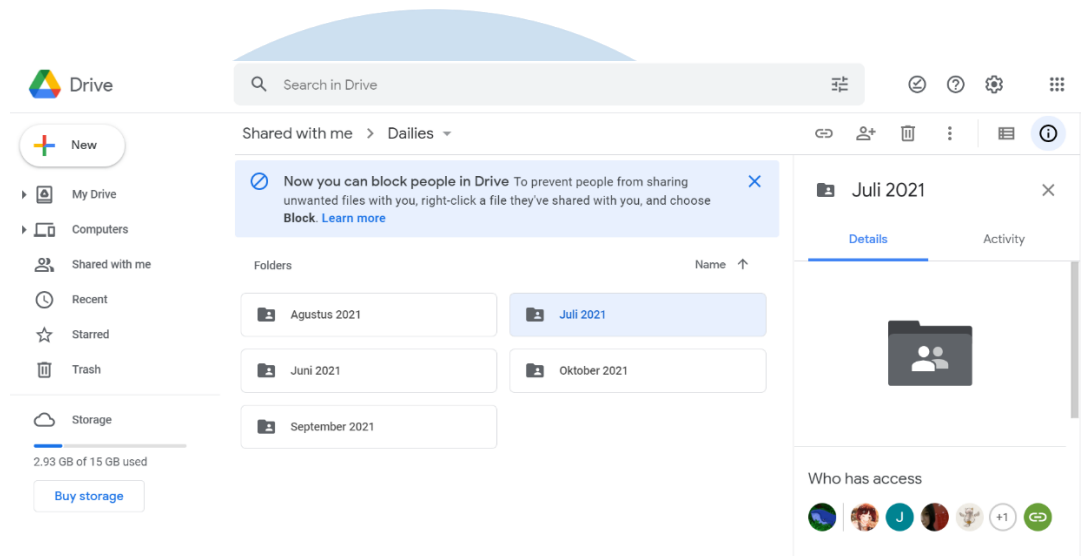 Drive
Search in Drive
New
My Drive
Computers
Shared with me
Recent
Starred
Trash
Storage
2.93 GB of 15 GB used
Buy storage
Shared with me > Dailies
Now you can block people in Drive To prevent people from sharing
unwanted files with you, right-click a file they've shared with you, and choose
Block. Learn more
Folders
Name
Agustus 2021
Juli 2021
Juni 2021
Oktober 2021
September 2021
Juli 2021
Details
Activity
Who has access
J
+1